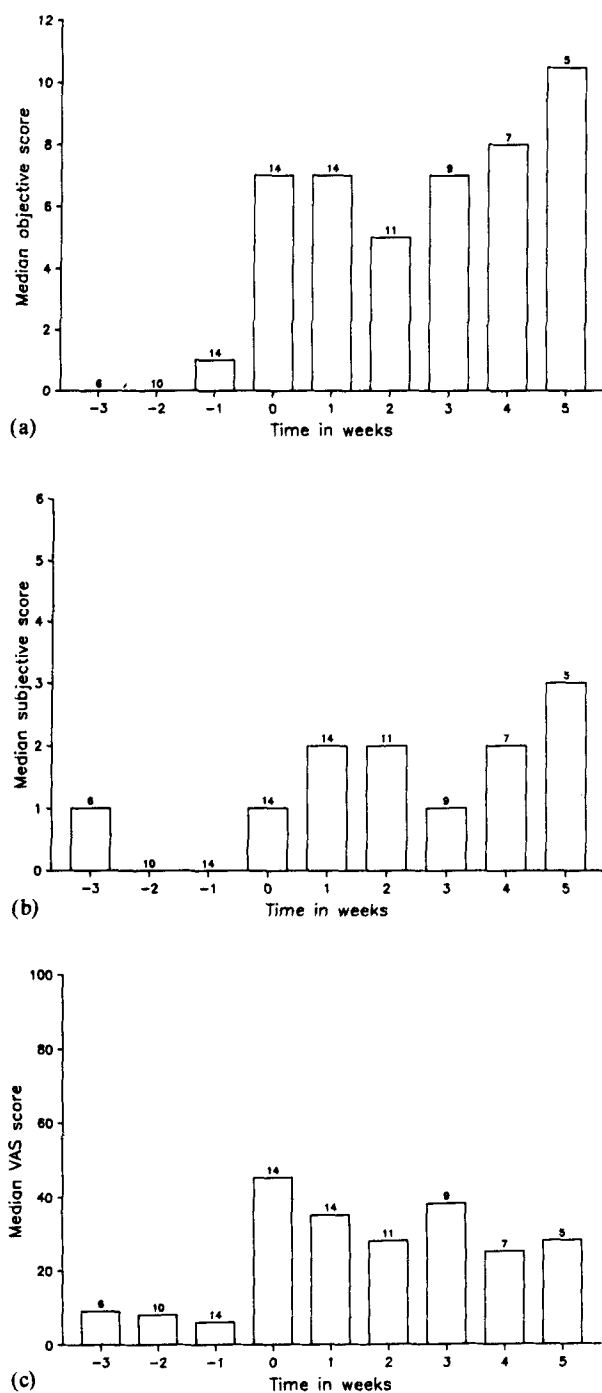 Median objective score
12
10
8
6
4
2
0
6 10 14 14 14 11 9 7 5
−3 −2 −1 0 1 2 3 4 5
(a)
Time in weeks
Median subjective score
6
5
4
3
2
1
0
6 10 14 14 14 11 9 7 5
−3 −2 −1 0 1 2 3 4 5
(b)
Time in weeks
Median VAS score
100
80
60
40
20
0
6 10 14 14 14 11 9 7 5
−3 −2 −1 0 1 2 3 4 5
(c)
Time in weeks